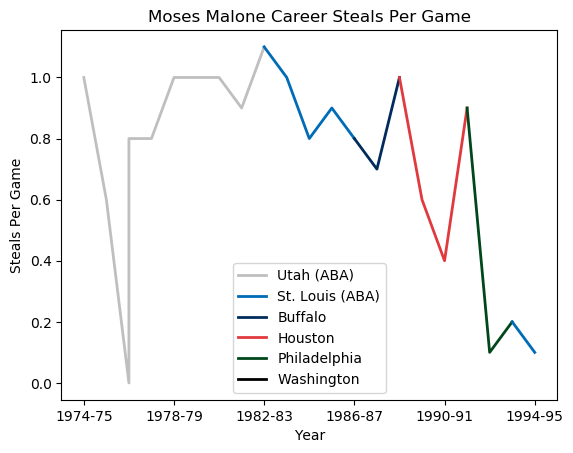 Moses Malone Career Steals Per Game
Steals Per Game
1.0
0.8
0.6
0.4
0.2
0.0
Utah (ABA)
St. Louis (ABA)
Buffalo
Houston
Philadelphia
Washington
1974-75 1978-79 1982-83 1986-87 1990-91 1994-95
Year